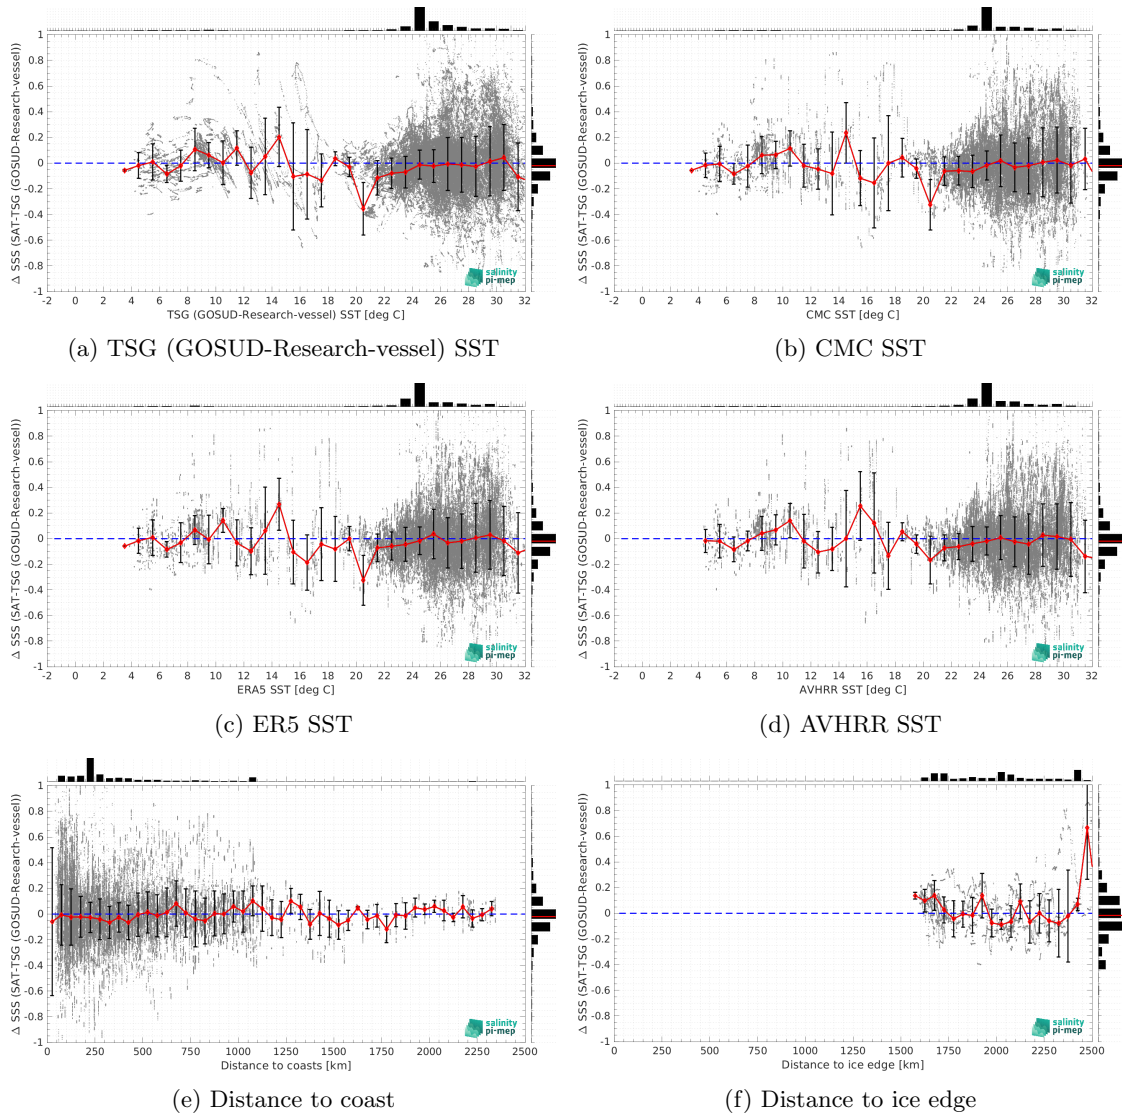 1
0.8
0.6
0.4
0.2
0
-0.2
-0.4
-0.6
-0.8
-1
Δ SSS (SAT-TSG (GOSUD-Research-vessel))
-2 0 2 4 6 8 10 12 14 16 18 20 22 24 26 28 30 32
TSG (GOSUD-Research-vessel) SST [deg C]
salinity
pi-mep
(a) TSG (GOSUD-Research-vessel) SST
1
0.8
0.6
0.4
0.2
0
-0.2
-0.4
-0.6
-0.8
-1
Δ SSS (SAT-TSG (GOSUD-Research-vessel))
-2 0 2 4 6 8 10 12 14 16 18 20 22 24 26 28 30 32
CMC SST [deg C]
salinity
pi-mep
(b) CMC SST
1
0.8
0.6
0.4
0.2
0
-0.2
-0.4
-0.6
-0.8
-1
Δ SSS (SAT-TSG (GOSUD-Research-vessel))
-2 0 2 4 6 8 10 12 14 16 18 20 22 24 26 28 30 32
ERA5 SST [deg C]
salinity
pi-mep
(c) ER5 SST
1
0.8
0.6
0.4
0.2
0
-0.2
-0.4
-0.6
-0.8
-1
Δ SSS (SAT-TSG (GOSUD-Research-vessel))
-2 0 2 4 6 8 10 12 14 16 18 20 22 24 26 28 30 32
AVHRR SST [deg C]
salinity
pi-mep
(d) AVHRR SST
1
0.8
0.6
0.4
0.2
0
-0.2
-0.4
-0.6
-0.8
-1
Δ SSS (SAT-TSG (GOSUD-Research-vessel))
0 250 500 750 1000 1250 1500 1750 2000 2250 2500
Distance to coasts [km]
salinity
pi-mep
(e) Distance to coast
1
0.8
0.6
0.4
0.2
0
-0.2
-0.4
-0.6
-0.8
-1
Δ SSS (SAT-TSG (GOSUD-Research-vessel))
0 250 500 750 1000 1250 1500 1750 2000 2250 2500
Distance to ice edge [km]
salinity
pi-mep
(f) Distance to ice edge